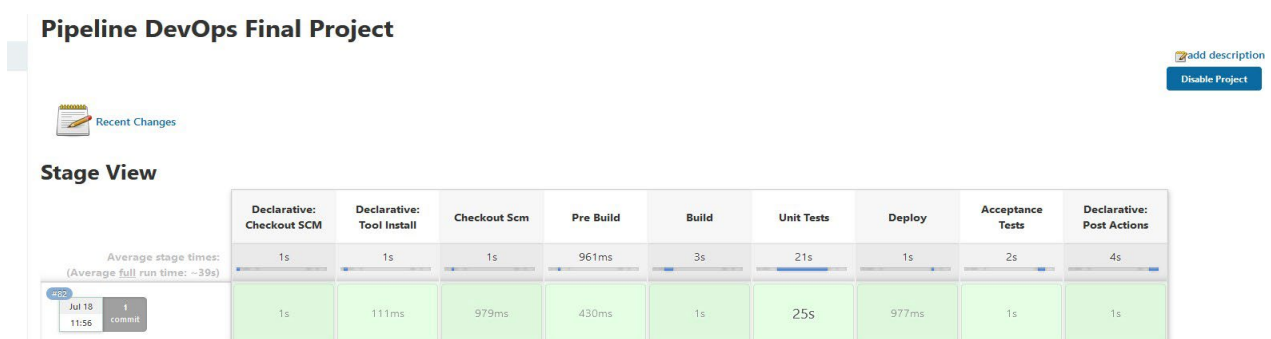 Pipeline DevOps Final Project
add description
Disable Project
Recent Changes
Stage View
Declarative: Checkout SCM
Declarative: Tool Install
Checkout Scm
Pre Build
Build
Unit Tests
Deploy
Acceptance Tests
Declarative: Post Actions
Average stage times:
(Average full run time: ~39s)
1s
1s
1s
961ms
3s
21s
1s
2s
4s
#82
Jul 18
11:56
1
commit
1s
111ms
979ms
430ms
1s
25s
977ms
1s
1s